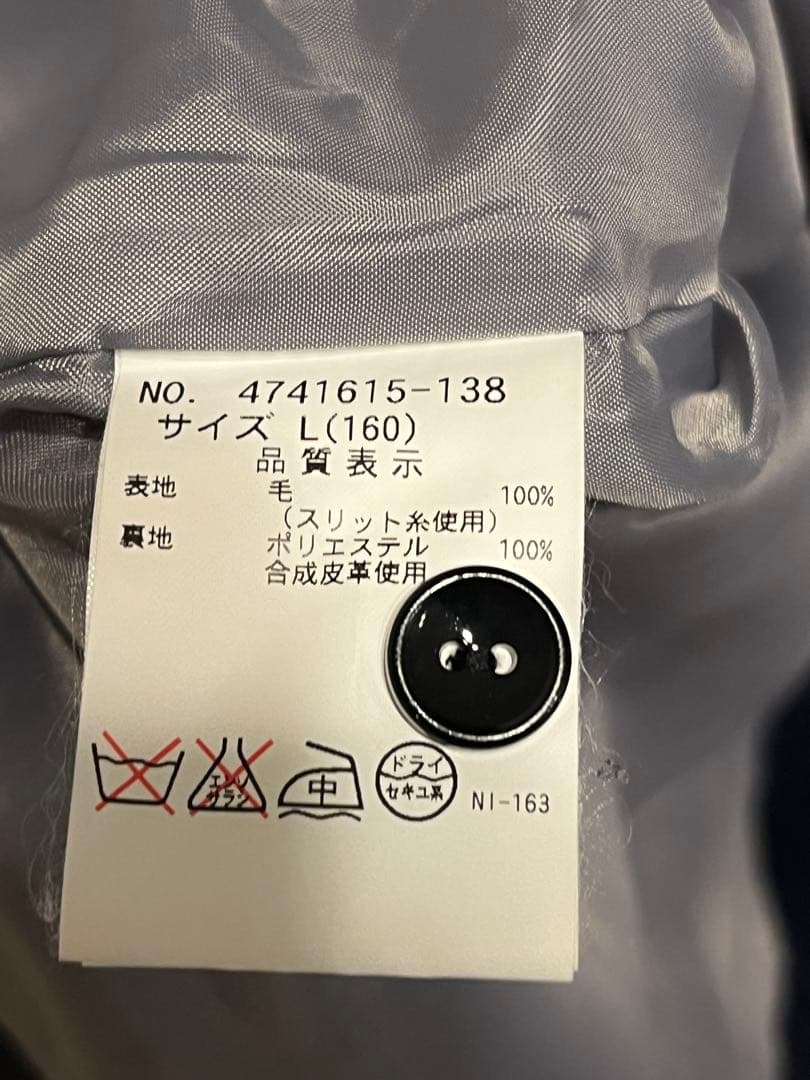 NO. 4741615-138
サイズ L(160)
品質表示
表地 毛 100%
(スリット糸使用)
裏地 ポリエステル 100%
合成皮革使用
エンソ サラシ 中 ドライ セキユ系 NI-163